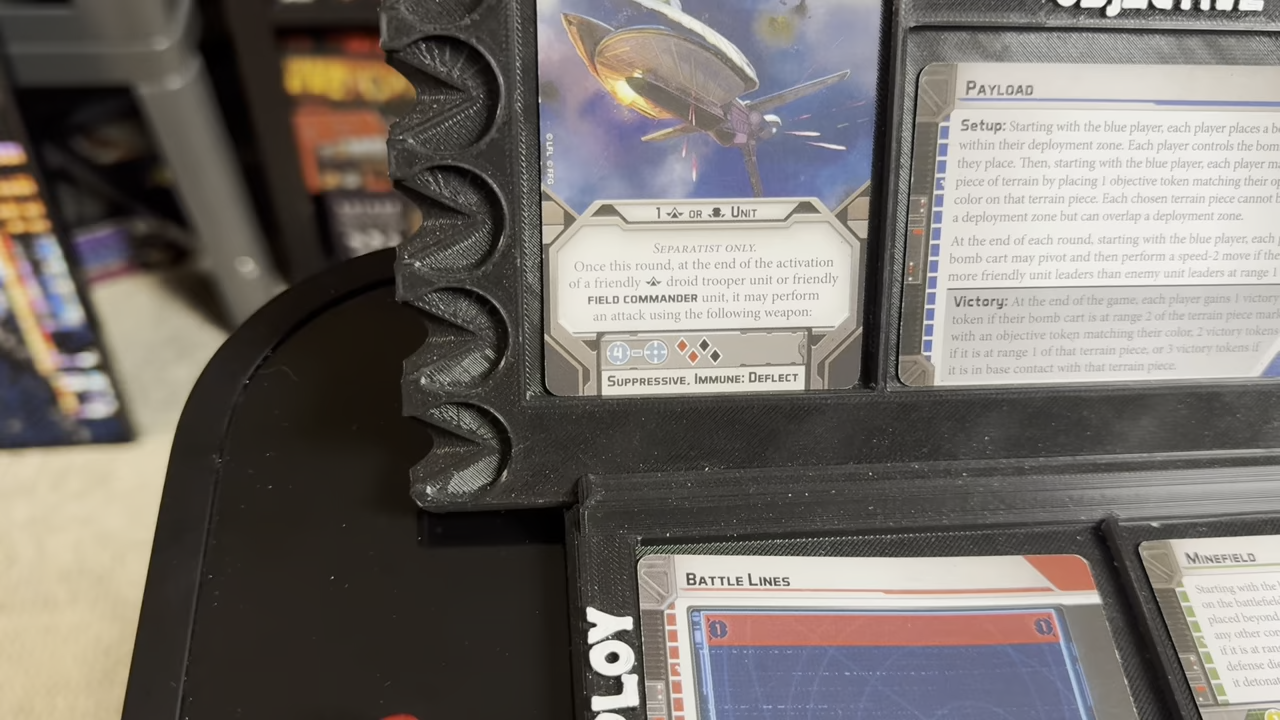 OBJECTIVE
© LFL © FFG
1 OR UNIT
SEPARATIST ONLY.
Once this round, at the end of the activation
of a friendly droid trooper unit or friendly
FIELD COMMANDER unit, it may perform
an attack using the following weapon:
4 –
SUPPRESSIVE, IMMUNE: DEFLECT
PAYLOAD
Setup: Starting with the blue player, each player places a
within their deployment zone. Each player controls the
they place. Then, starting with the blue player, each player
piece of terrain by placing 1 objective token matching their
color on that terrain piece. Each chosen terrain piece cannot
a deployment zone but can overlap a deployment zone.
At the end of each round, starting with the blue player, each
bomb cart may pivot and then perform a speed-2 move if
more friendly unit leaders than enemy unit leaders at range 1
Victory: At the end of the game, each player gains 1 victory
token if their bomb cart is at range 2 of the terrain piece
with an objective token matching their color, 2 victory
if it is at range 1 of that terrain piece, or 3 victory tokens if
it is in base contact with that terrain piece.
BATTLE LINES
1 1
MINEFIELD
Starting with the
on the battlefield
placed beyond
any other
if it is at
defense
it